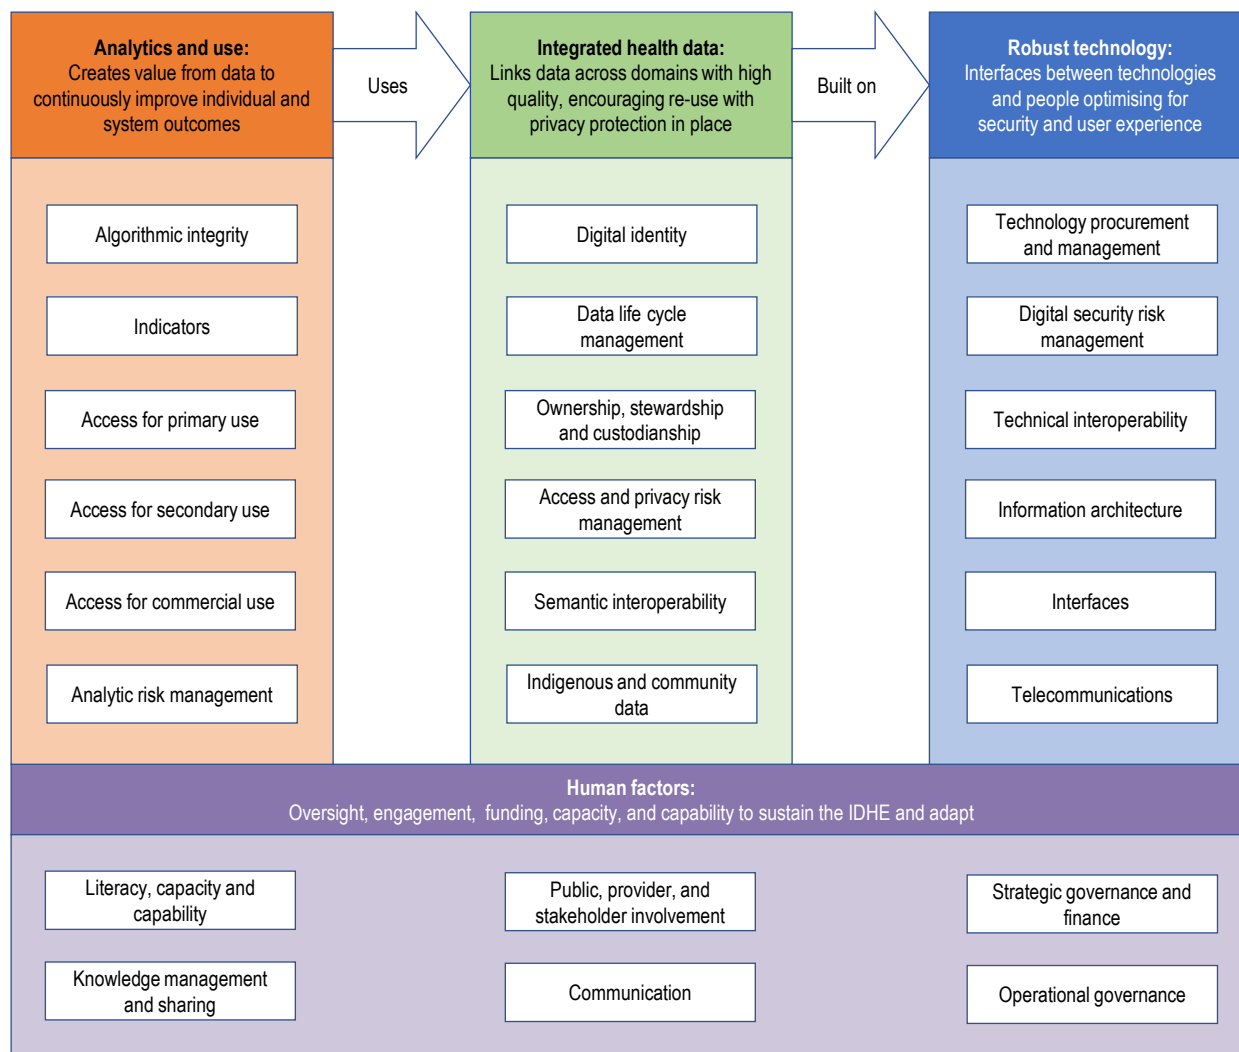 Analytics and use:
Creates value from data to
continuously improve individual and
system outcomes
Uses
Integrated health data:
Links data across domains with high
quality, encouraging re-use with
privacy protection in place
Built on
Robust technology:
Interfaces between technologies
and people optimising for
security and user experience
Algorithmic integrity
Indicators
Access for primary use
Access for secondary use
Access for commercial use
Analytic risk management
Digital identity
Data life cycle
management
Ownership, stewardship
and custodianship
Access and privacy risk
management
Semantic interoperability
Indigenous and community
data
Technology procurement
and management
Digital security risk
management
Technical interoperability
Information architecture
Interfaces
Telecommunications
Human factors:
Oversight, engagement, funding, capacity, and capability to sustain the IDHE and adapt
Literacy, capacity and
capability
Public, provider, and
stakeholder involvement
Strategic governance and
finance
Knowledge management
and sharing
Communication
Operational governance